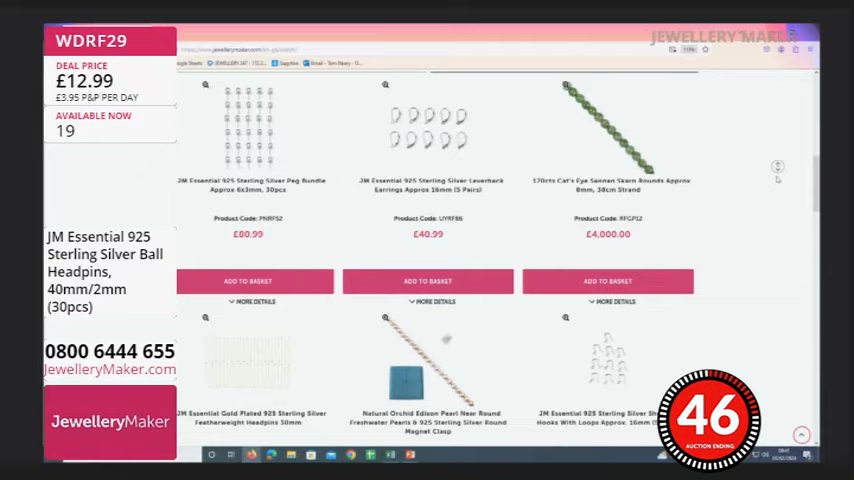 WDRF29
DEAL PRICE
£12.99
£3.95 P&P PER DAY
AVAILABLE NOW
19
JM Essential 925
Sterling Silver Ball
Headpins,
40mm/2mm
(30pcs)
0800 6444 655
JewelleryMaker.com
JewelleryMaker
JEWELLERY MAKER
JM Essential 925 Sterling Silver Peg Bundle
Approx 6x3mm, 30pcs
Product Code: PNRF52
£80.99
ADD TO BASKET
MORE DETAILS
JM Essential 925 Sterling Silver Leverback
Earrings Approx 16mm (5 Pairs)
Product Code: UYRF86
£40.99
ADD TO BASKET
MORE DETAILS
170cts Cat's Eye Sannan Skarn Rounds Approx
8mm, 38cm Strand
Product Code: RFGP12
£4,000.00
ADD TO BASKET
MORE DETAILS
JM Essential Gold Plated 925 Sterling Silver
Featherweight Headpins 30mm
Natural Orchid Edison Pearl Near Round
Freshwater Pearls & 925 Sterling Silver Round
Magnet Clasp
JM Essential 925 Sterling Silver
Hooks With Loops Approx. 16mm
46
AUCTION ENDING